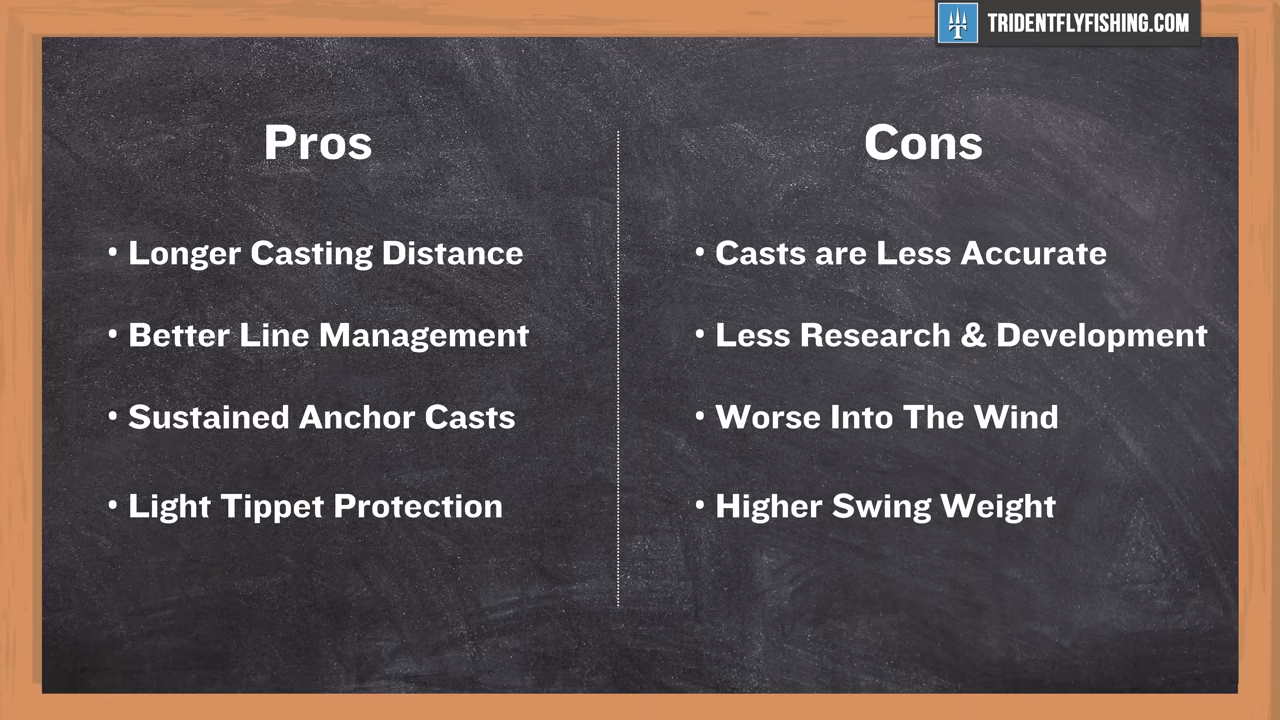 TRIDENTFLYFISHING.COM
Pros
• Longer Casting Distance
• Better Line Management
• Sustained Anchor Casts
• Light Tippet Protection
Cons
• Casts are Less Accurate
• Less Research & Development
• Worse Into The Wind
• Higher Swing Weight